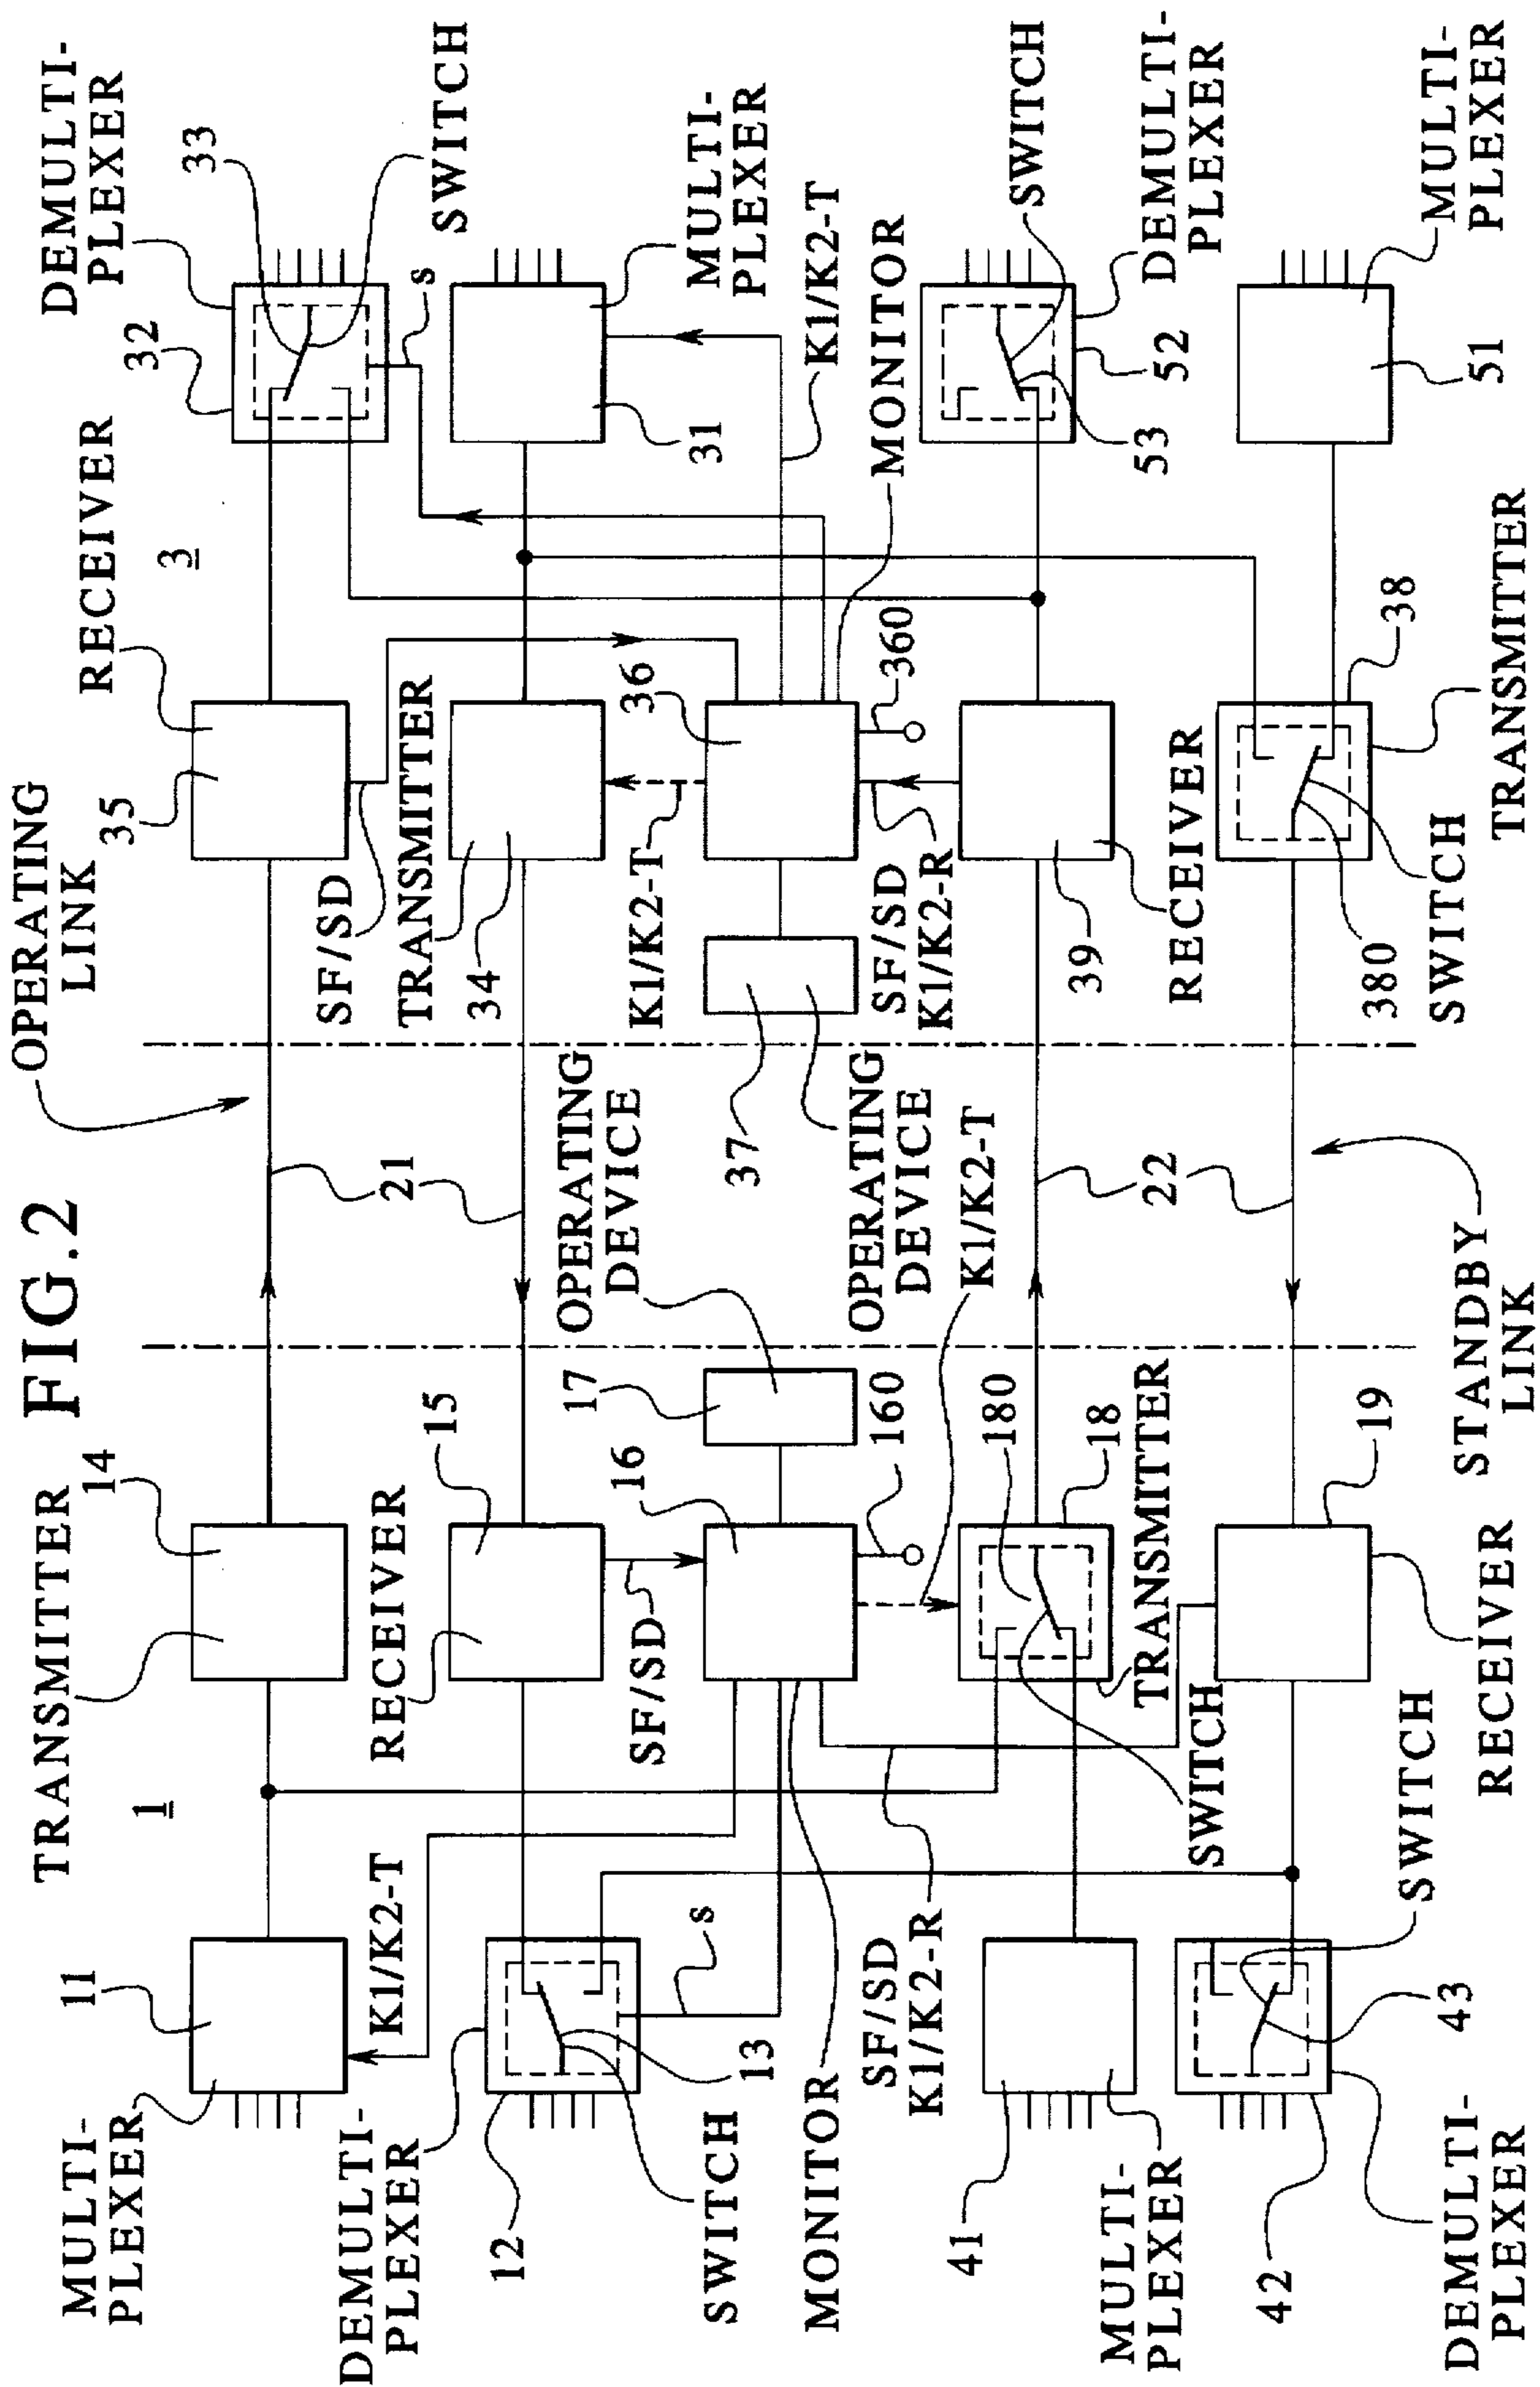 FIG.2
OPERATING
LINK
TRANSMITTER
14
RECEIVER
35
3
1
MULTI-
PLEXER
11
K1/K2-T
DEMULTI-
PLEXER
32
33
SWITCH
s
21
SF/SD
RECEIVER
15
TRANSMITTER
34
MULTI-
PLEXER
31
K1/K2-T
DEMULTI-
PLEXER
12
SWITCH
13
s
SF/SD
16
17
OPERATING
DEVICE
160
MONITOR
K1/K2-T
36
360
37
OPERATING
DEVICE
MONITOR
SF/SD
K1/K2-R
SF/SD
K1/K2-R
K1/K2-T
41
MULTI-
PLEXER
180
18
TRANSMITTER
SWITCH
22
39
RECEIVER
SWITCH
53
52
DEMULTI-
PLEXER
42
DEMULTI-
PLEXER
43
SWITCH
19
RECEIVER
STANDBY
LINK
380
SWITCH
38
TRANSMITTER
51
MULTI-
PLEXER